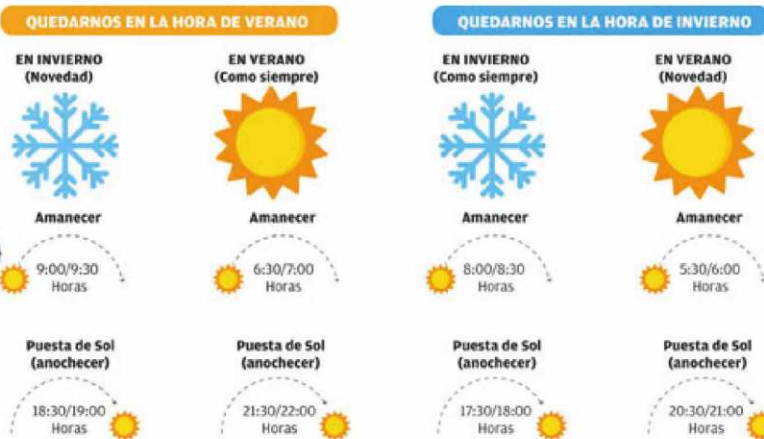 QUEDARNOS EN LA HORA DE VERANO
EN INVIERNO
(Novedad)
EN VERANO
(Como siempre)
Amanecer
9:00/9:30
Horas
Amanecer
6:30/7:00
Horas
Puesta de Sol
(anochecer)
18:30/19:00
Horas
Puesta de Sol
(anochecer)
21:30/22:00
Horas
QUEDARNOS EN LA HORA DE INVIERNO
EN INVIERNO
(Como siempre)
EN VERANO
(Novedad)
Amanecer
8:00/8:30
Horas
Amanecer
5:30/6:00
Horas
Puesta de Sol
(anochecer)
17:30/18:00
Horas
Puesta de Sol
(anochecer)
20:30/21:00
Horas